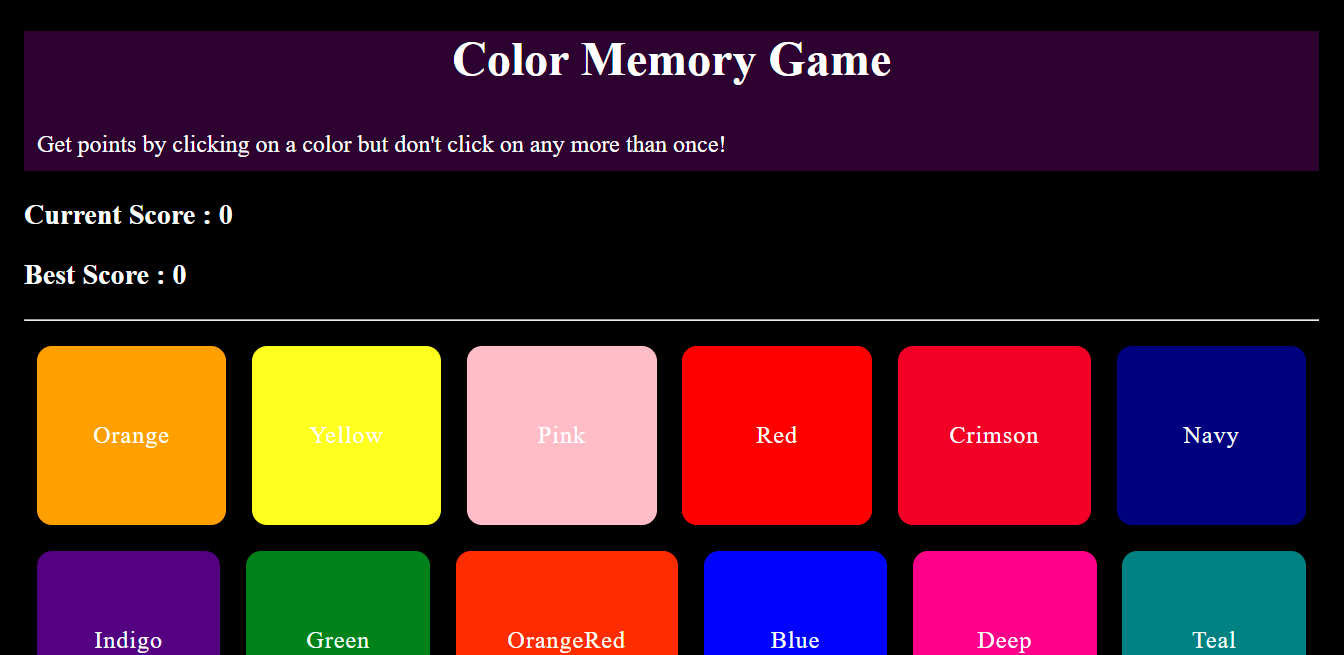 Color Memory Game
Get points by clicking on a color but don't click on any more than once!
Current Score : 0
Best Score : 0
Orange Yellow Pink Red Crimson Navy
Indigo Green OrangeRed Blue Deep Teal